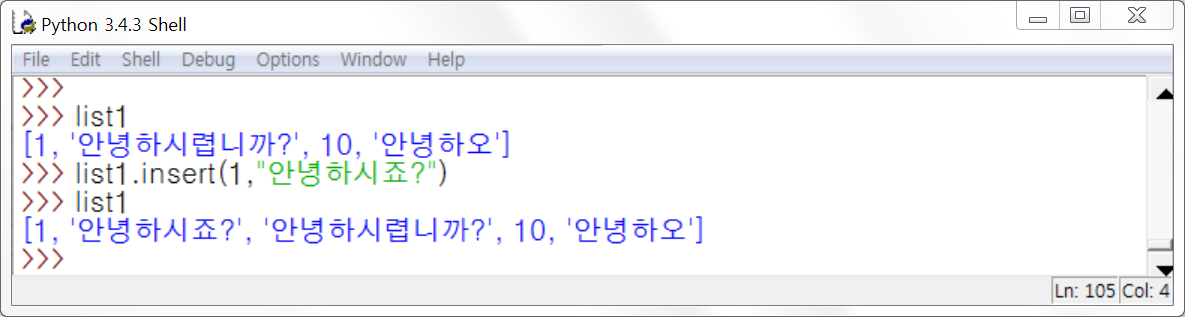 Python 3.4.3 Shell
File Edit Shell Debug Options Window Help
>>>
>>> list1
[1, '안녕하시렵니까?', 10, '안녕하오']
>>> list1.insert(1,"안녕하시죠?")
>>> list1
[1, '안녕하시죠?', '안녕하시렵니까?', 10, '안녕하오']
>>>
Ln: 105 Col: 4